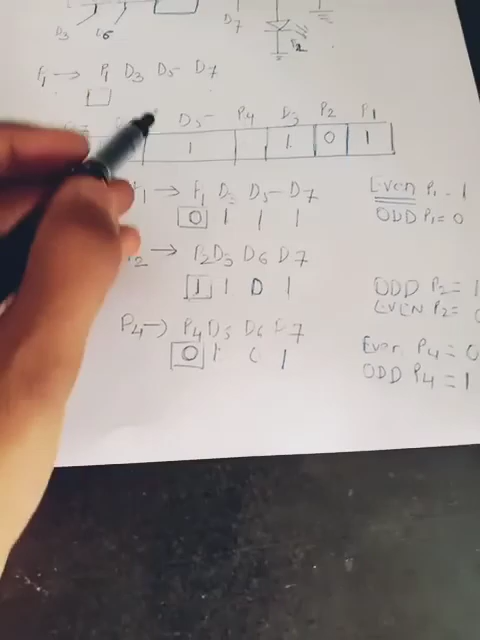 D3 D6
D7
P1 → P1 D3 D5 D7
D5 P4 D3 P2 P1
1 1 0 1
1 → P1 D3 D5 D7
0 1 1 1
EVEN P1 = 1
ODD P1 = 0
2 → P2 D3 D6 D7
1 1 0 1
ODD P2 = 1
EVEN P2 =
P4 → P4 D5 D6 D7
0 1 0 1
Even P4 = 0
ODD P4 = 1